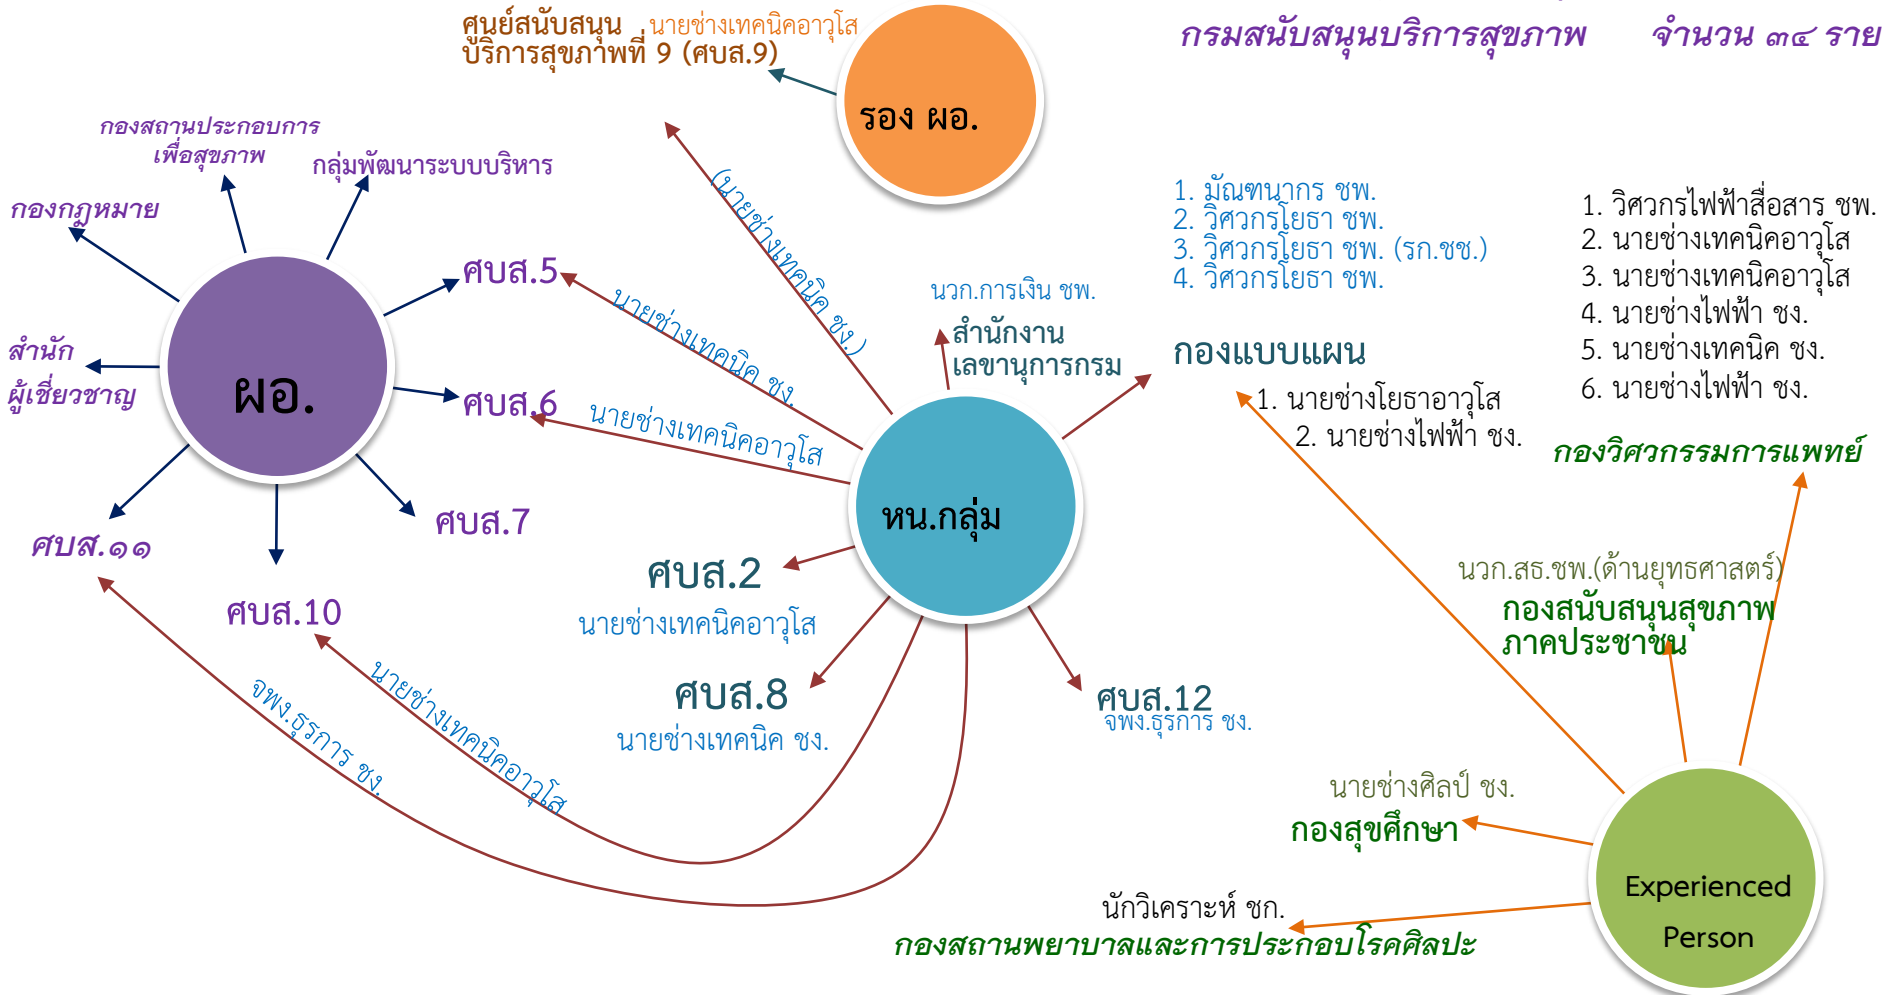 กรมสนับสนุนบริการสุขภาพ จำนวน ๓๔ ราย
ศูนย์สนับสนุน นายช่างเทคนิคอาวุโส
บริการสุขภาพที่ 9 (ศบส.9)
รอง ผอ.
กองสถานประกอบการ
เพื่อสุขภาพ
กลุ่มพัฒนาระบบบริหาร
กองกฎหมาย
สำนัก
ผู้เชี่ยวชาญ
ผอ.
ศบส.5
ศบส.6
ศบส.7
ศบส.10
ศบส.๑๑
(นายช่างเทคนิค ชง.)
นายช่างเทคนิค ชง.
นายช่างเทคนิคอาวุโส
นวก.การเงิน ชพ.
สำนักงาน
เลขานุการกรม
หน.กลุ่ม
ศบส.2
นายช่างเทคนิคอาวุโส
ศบส.8
นายช่างเทคนิค ชง.
ศบส.12
จพง.ธุรการ ชง.
นายช่างเทคนิคอาวุโส
จพง.ธุรการ ชง.
1. มัณฑนากร ชพ.
2. วิศวกรโยธา ชพ.
3. วิศวกรโยธา ชพ. (รก.ชช.)
4. วิศวกรโยธา ชพ.
กองแบบแผน
1. นายช่างโยธาอาวุโส
2. นายช่างไฟฟ้า ชง.
1. วิศวกรไฟฟ้าสื่อสาร ชพ.
2. นายช่างเทคนิคอาวุโส
3. นายช่างเทคนิคอาวุโส
4. นายช่างไฟฟ้า ชง.
5. นายช่างเทคนิค ชง.
6. นายช่างไฟฟ้า ชง.
กองวิศวกรรมการแพทย์
นวก.สธ.ชพ.(ด้านยุทธศาสตร์)
กองสนับสนุนสุขภาพ
ภาคประชาชน
นายช่างศิลป์ ชง.
กองสุขศึกษา
นักวิเคราะห์ ชก.
กองสถานพยาบาลและการประกอบโรคศิลปะ
Experienced
Person